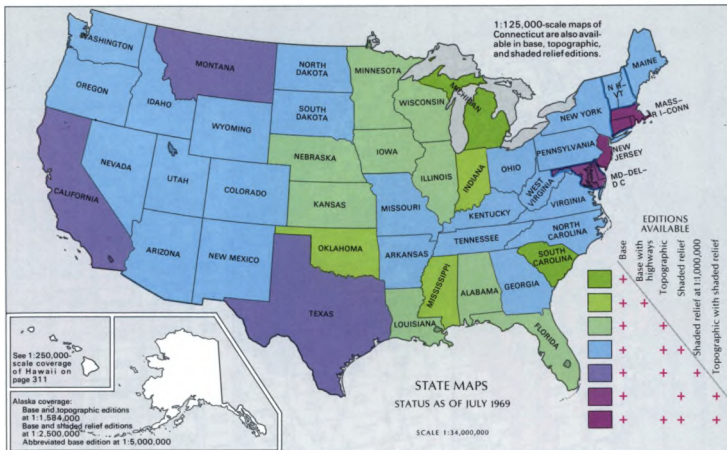 1:125,000-scale maps of
Connecticut are also avail-
able in base, topographic,
and shaded relief editions.
WASHINGTON
MONTANA
NORTH
DAKOTA
MINNESOTA
MICHIGAN
MAINE
N H-
VT
OREGON
IDAHO
WYOMING
SOUTH
DAKOTA
WISCONSIN
NEW YORK
MASS-
R I-CONN
NEVADA
UTAH
COLORADO
NEBRASKA
IOWA
ILLINOIS
INDIANA
OHIO
PENNSYLVANIA
NEW
JERSEY
MD-DEL-
D C
WEST
VIRGINIA
VIRGINIA
CALIFORNIA
KANSAS
MISSOURI
KENTUCKY
ARIZONA
NEW MEXICO
OKLAHOMA
ARKANSAS
TENNESSEE
NORTH
CAROLINA
SOUTH
CAROLINA
TEXAS
LOUISIANA
MISSISSIPPI
ALABAMA
GEORGIA
FLORIDA
EDITIONS
AVAILABLE
Base
Base with
highways
Topographic
Shaded relief
Shaded relief at 1:1,000,000
Topographic with shaded relief
+
+ +
+ +
+ + +
+ + +
+ + +
+ + + +
See 1:250,000-
scale coverage
of Hawaii on
page 311
Alaska coverage:
Base and topographic editions
at 1:1,584,000
Base and shaded relief editions
at 1:2,500,000
Abbreviated base edition at 1:5,000,000
STATE MAPS
STATUS AS OF JULY 1969
SCALE 1:34,000,000